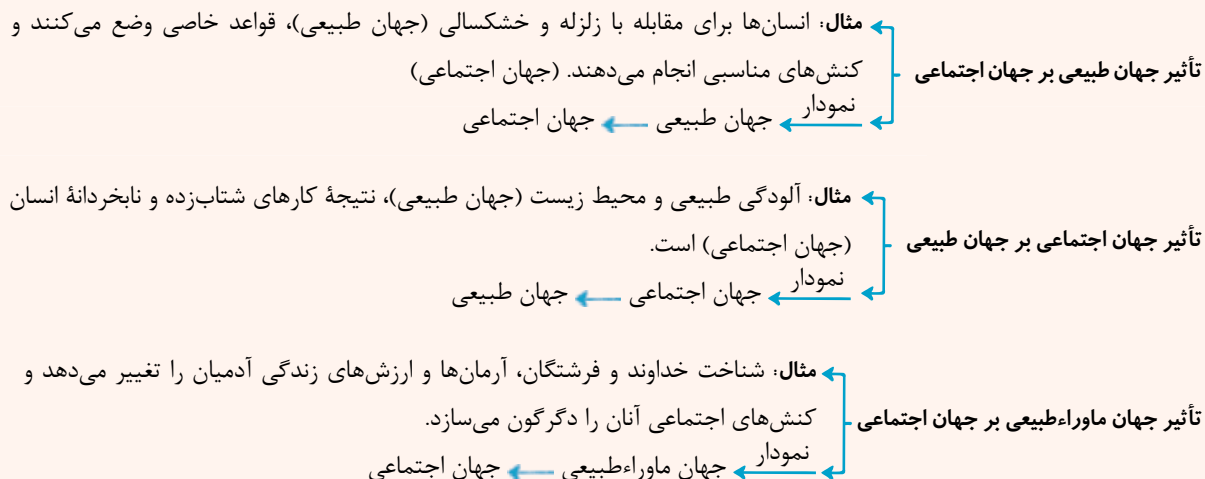 مثال: انسان‌ها برای مقابله با زلزله و خشکسالی (جهان طبیعی)، قواعد خاصی وضع می‌کنند و
تأثیر جهان طبیعی بر جهان اجتماعی
کنش‌های مناسبی انجام می‌دهند. (جهان اجتماعی)
نمودار جهان طبیعی جهان اجتماعی
مثال: آلودگی طبیعی و محیط زیست (جهان طبیعی)، نتیجهٔ کارهای شتاب‌زده و نابخردانهٔ انسان
تأثیر جهان اجتماعی بر جهان طبیعی
(جهان اجتماعی) است.
نمودار جهان اجتماعی جهان طبیعی
مثال: شناخت خداوند و فرشتگان، آرمان‌ها و ارزش‌های زندگی آدمیان را تغییر می‌دهد و
تأثیر جهان ماوراءطبیعی بر جهان اجتماعی
کنش‌های اجتماعی آنان را دگرگون می‌سازد.
نمودار جهان ماوراءطبیعی جهان اجتماعی